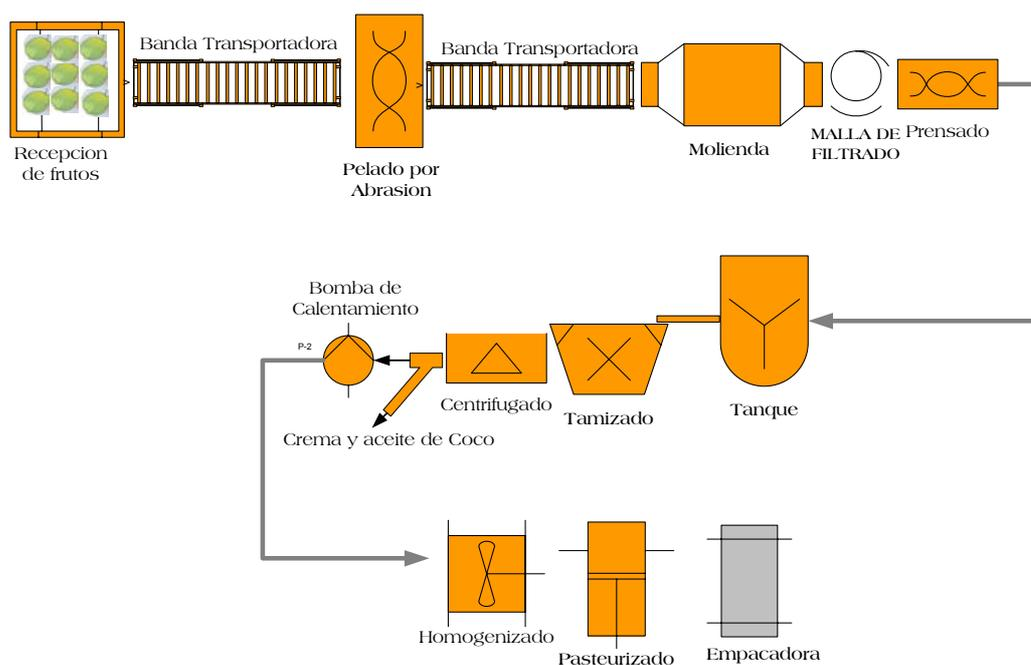 Banda Transportadora
Banda Transportadora
Recepcion
de frutos
Pelado por
Abrasion
Molienda
MALLA DE
FILTRADO
Prensado
Bomba de
Calentamiento
P-2
Centrifugado
Tamizado
Tanque
Crema y aceite de Coco
Homogenizado
Pasteurizado
Empacadora